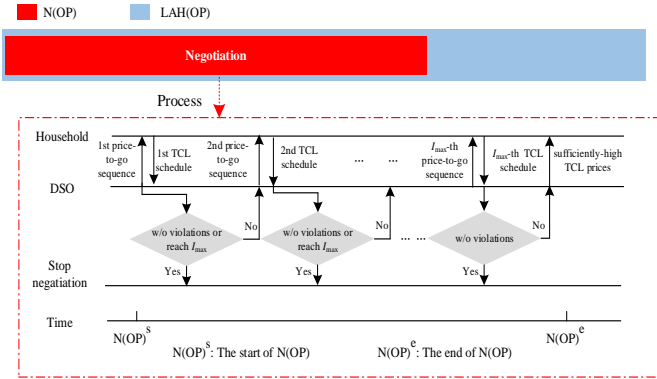 N(OP) LAH(OP)
Negotiation
Process
Household
1st price-to-go sequence
1st TCL schedule
2nd price-to-go sequence
2nd TCL schedule
... ...
Imax-th price-to-go sequence
Imax-th TCL schedule
sufficiently-high TCL prices
DSO
w/o violations or reach Imax
No
w/o violations or reach Imax
No
... ...
w/o violations
No
Yes
Yes
Yes
Stop negatiation
Time
N(OP)^s
N(OP)^e
N(OP)^s: The start of N(OP)
N(OP)^e: The end of N(OP)